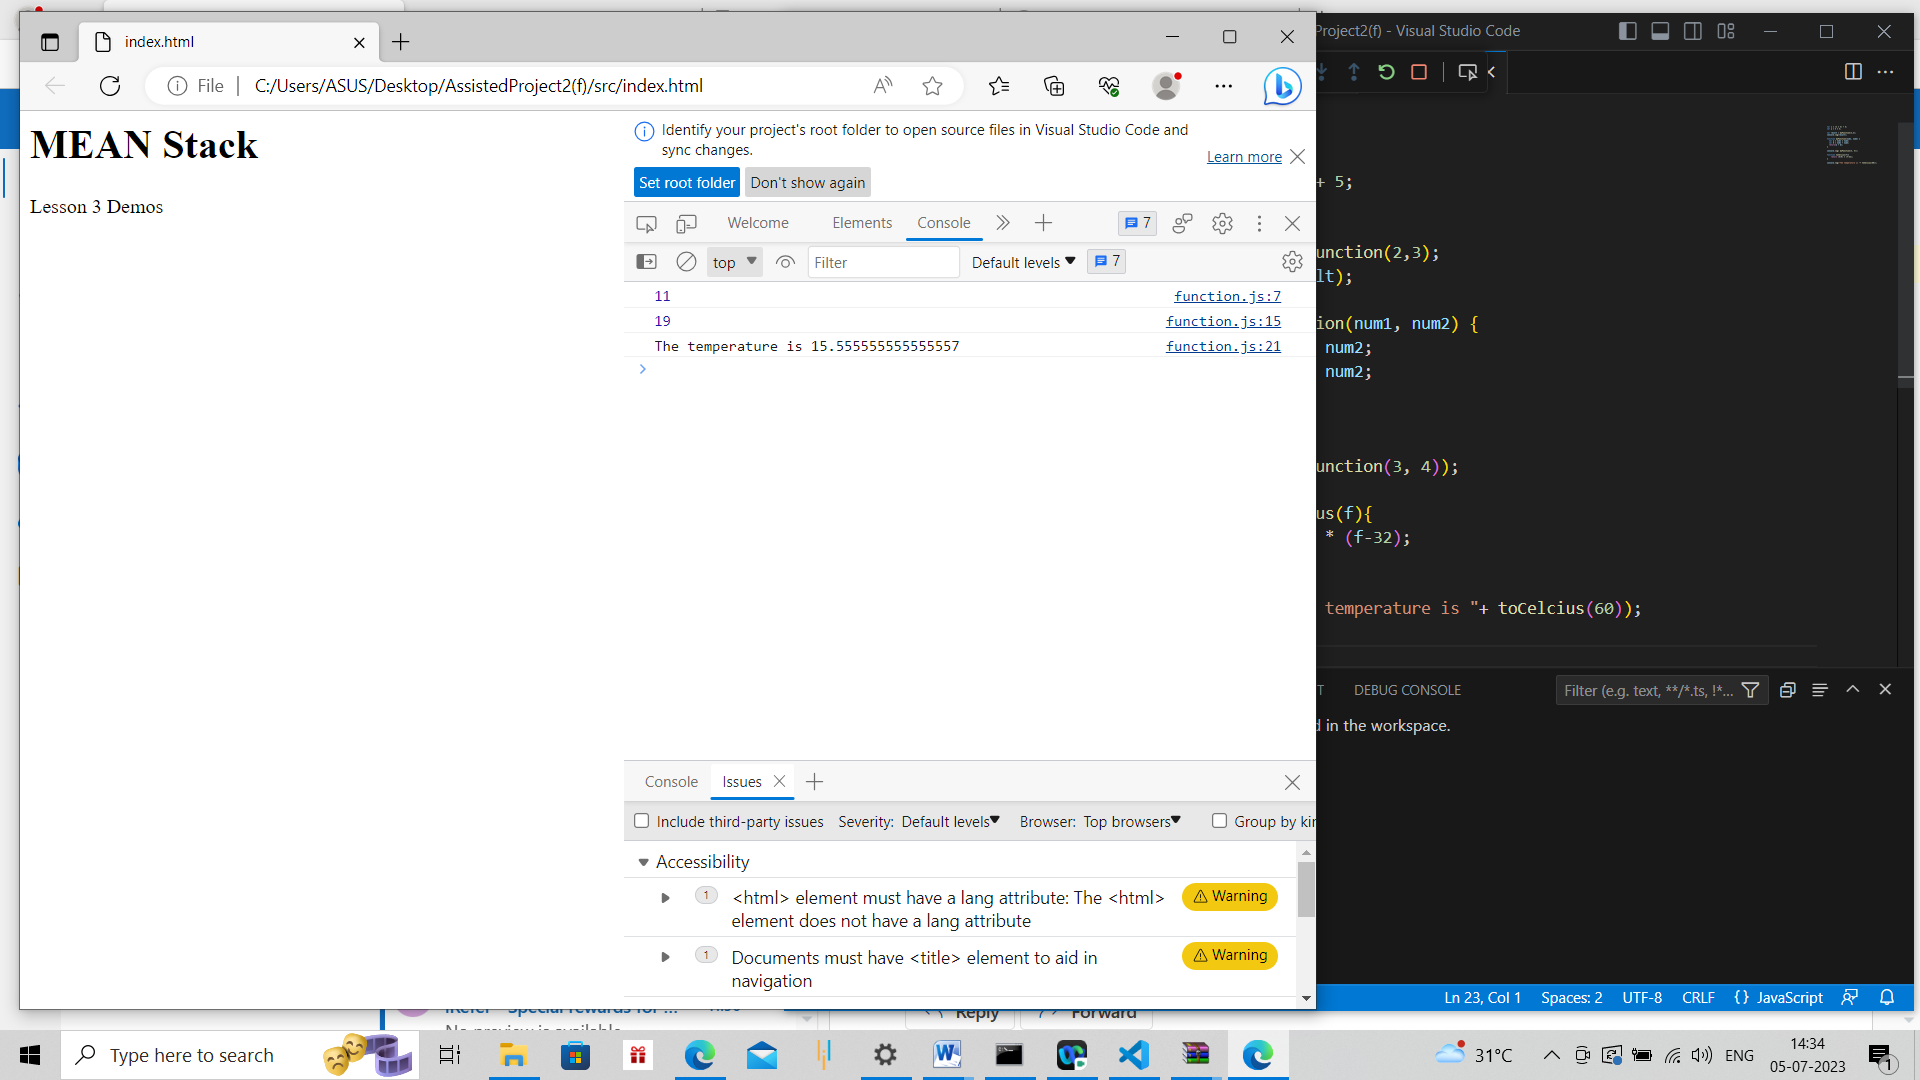 index.html
File
C:/Users/ASUS/Desktop/AssistedProject2(f)/src/index.html
MEAN Stack
Lesson 3 Demos
Identify your project's root folder to open source files in Visual Studio Code and
sync changes.
Learn more
Set root folder
Don't show again
Welcome
Elements
Console
7
top
Filter
Default levels
7
11 function.js:7
19 function.js:15
The temperature is 15.555555555555557 function.js:21
Console
Issues
Include third-party issues
Severity: Default levels
Browser: Top browsers
Group by kin
Accessibility
1
<html> element must have a lang attribute: The <html>
element does not have a lang attribute
Warning
1
Documents must have <title> element to aid in
navigation
Warning
Project2(f) - Visual Studio Code
+ 5;
unction(2,3);
lt);
ion(num1, num2) {
num2;
num2;
unction(3, 4));
us(f){
* (f-32);
temperature is "+ toCelcius(60));
T
DEBUG CONSOLE
Filter (e.g. text, **/*.ts, !*...
d in the workspace.
Ln 23, Col 1
Spaces: 2
UTF-8
CRLF
{ } JavaScript
Reply
Forward
Type here to search
31°C
ENG
14:34
05-07-2023
1